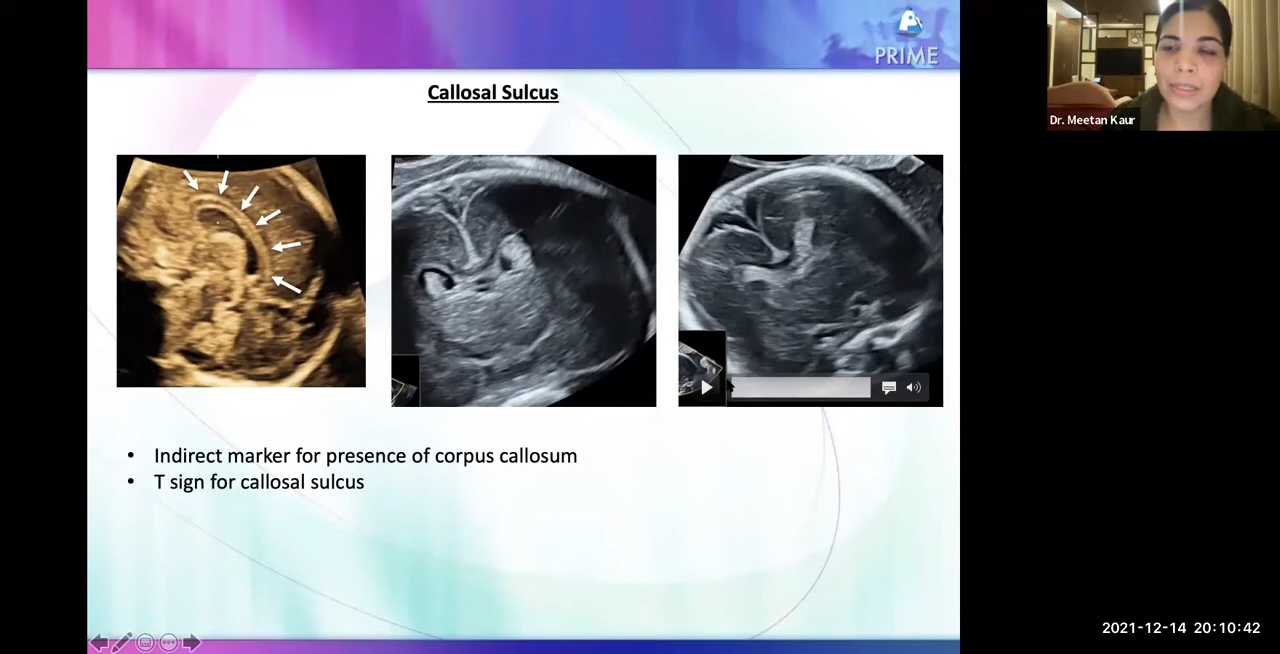 PRIME
Callosal Sulcus
Dr. Meetan Kaur
• Indirect marker for presence of corpus callosum
• T sign for callosal sulcus
2021-12-14 20:10:42